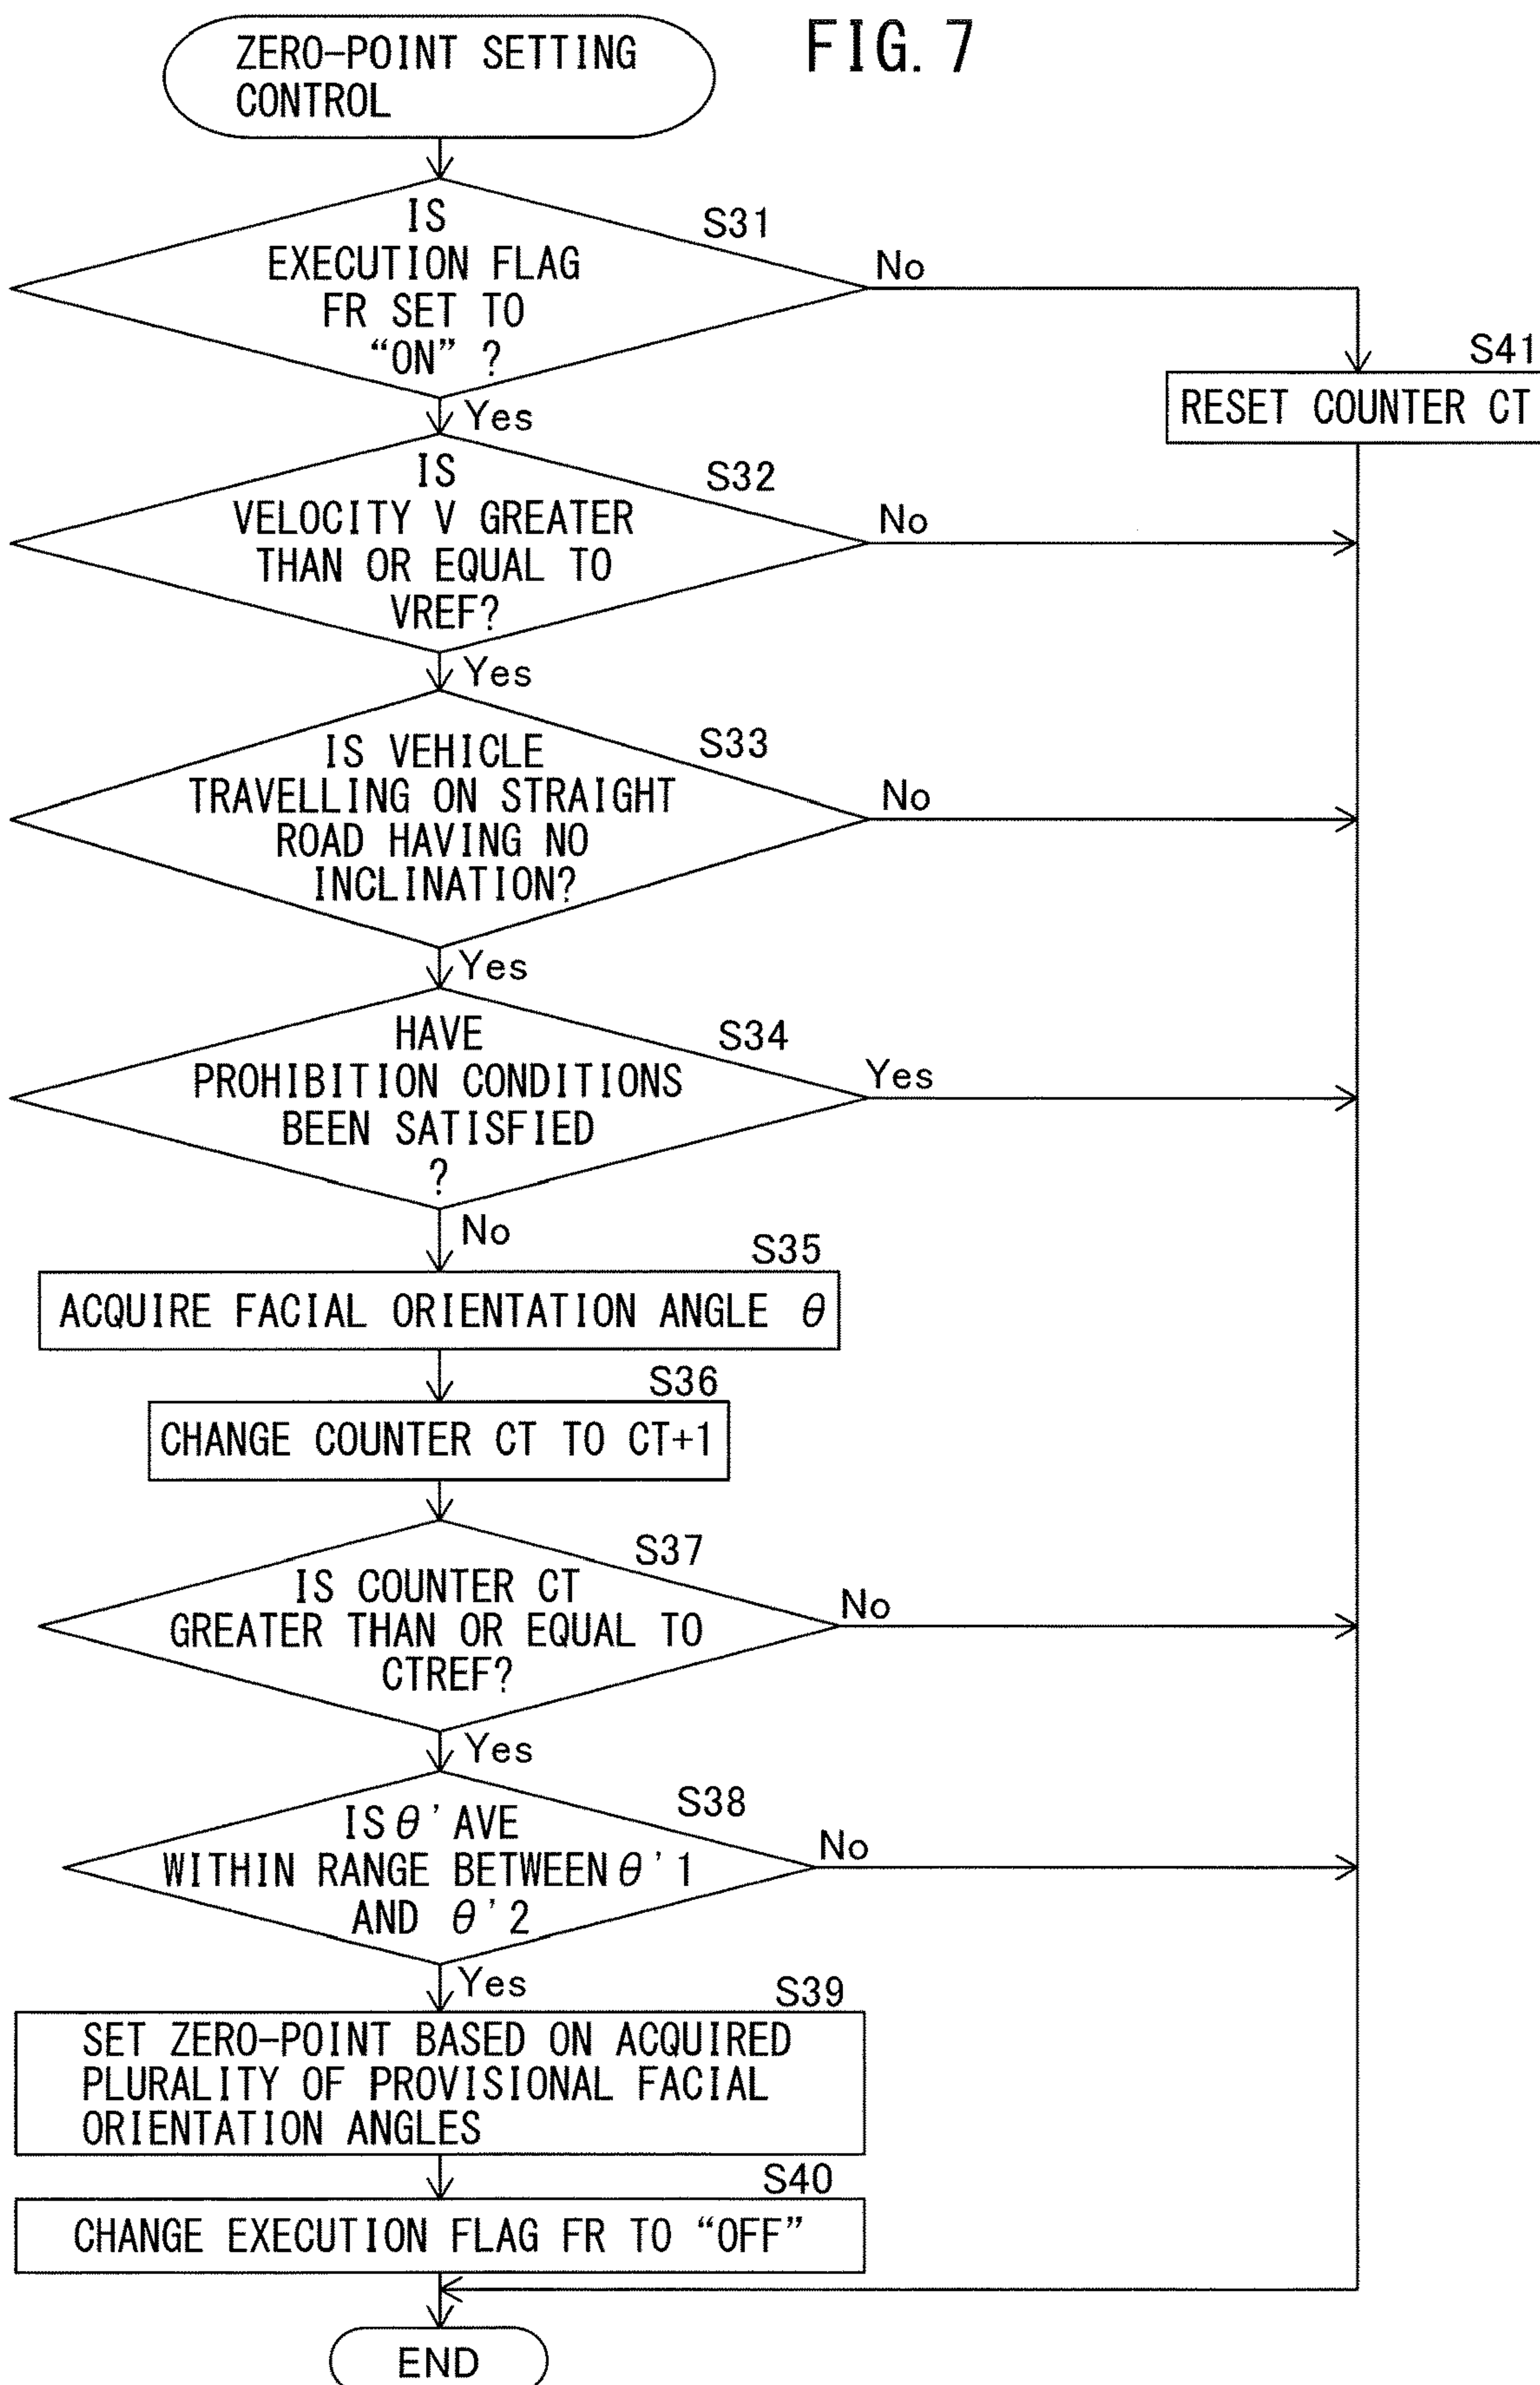 FIG. 7
ZERO-POINT SETTING
CONTROL
IS
EXECUTION FLAG
FR SET TO
“ON” ?
S31
No
Yes
S41
RESET COUNTER CT
IS
VELOCITY V GREATER
THAN OR EQUAL TO
VREF?
S32
No
Yes
IS VEHICLE
TRAVELLING ON STRAIGHT
ROAD HAVING NO
INCLINATION?
S33
No
Yes
HAVE
PROHIBITION CONDITIONS
BEEN SATISFIED
?
S34
Yes
No
S35
ACQUIRE FACIAL ORIENTATION ANGLE θ
S36
CHANGE COUNTER CT TO CT+1
S37
IS COUNTER CT
GREATER THAN OR EQUAL TO
CTREF?
No
Yes
S38
IS θ'AVE
WITHIN RANGE BETWEEN θ'1
AND θ'2
No
Yes
S39
SET ZERO-POINT BASED ON ACQUIRED
PLURALITY OF PROVISIONAL FACIAL
ORIENTATION ANGLES
S40
CHANGE EXECUTION FLAG FR TO “OFF”
END